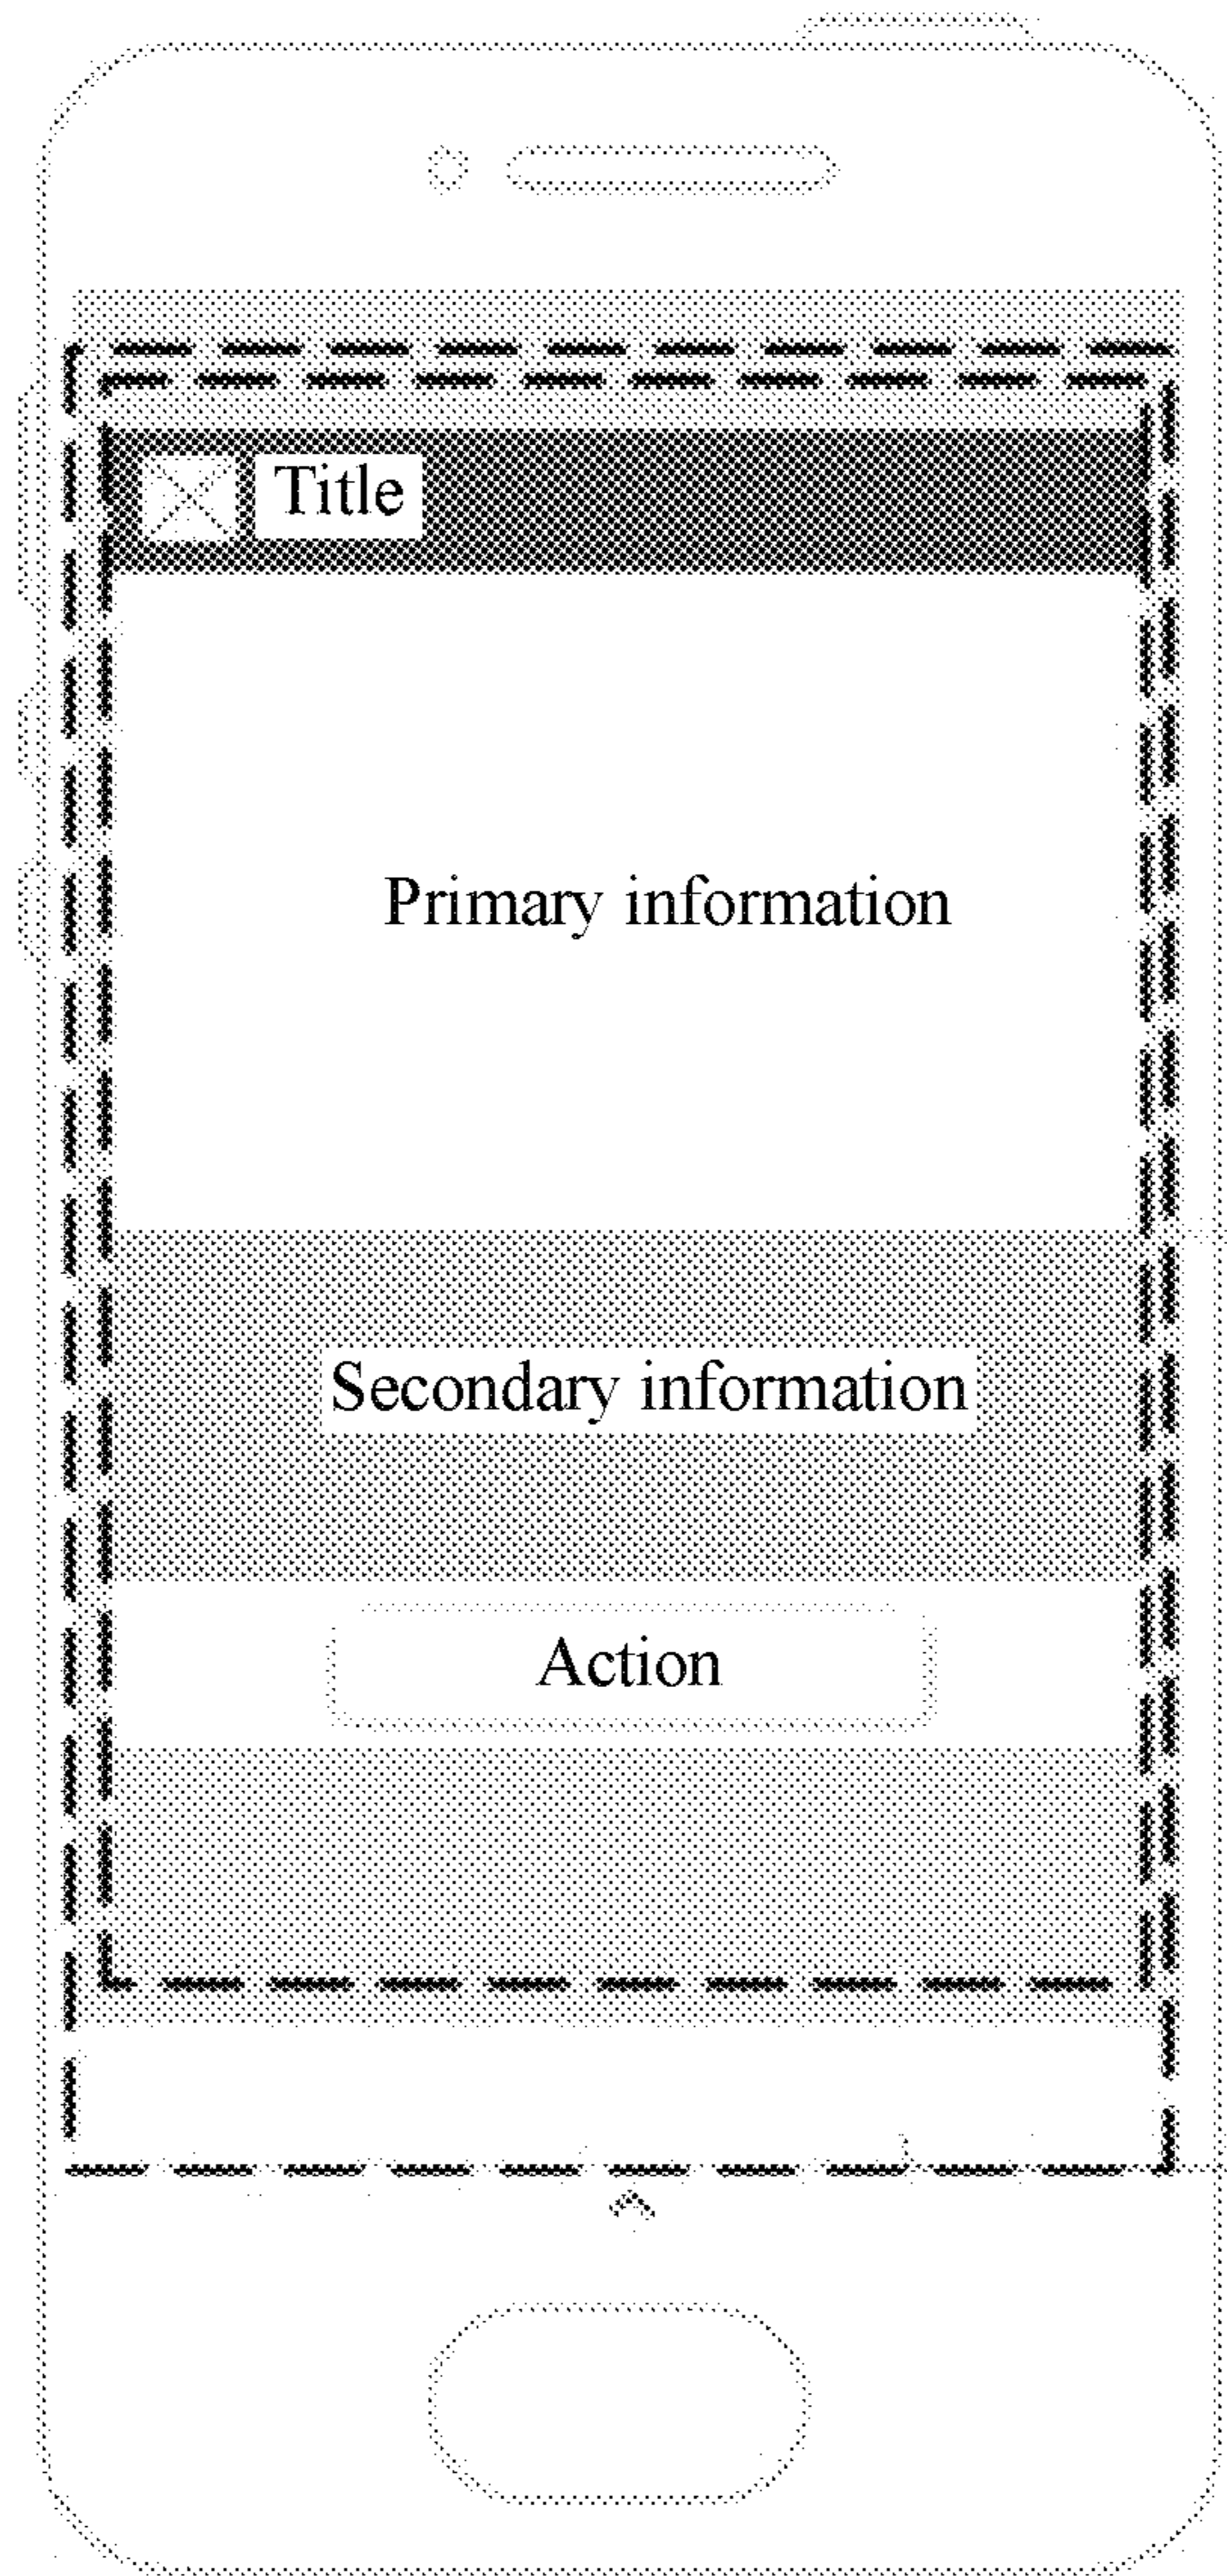 Title
Primary information
Secondary information
Action